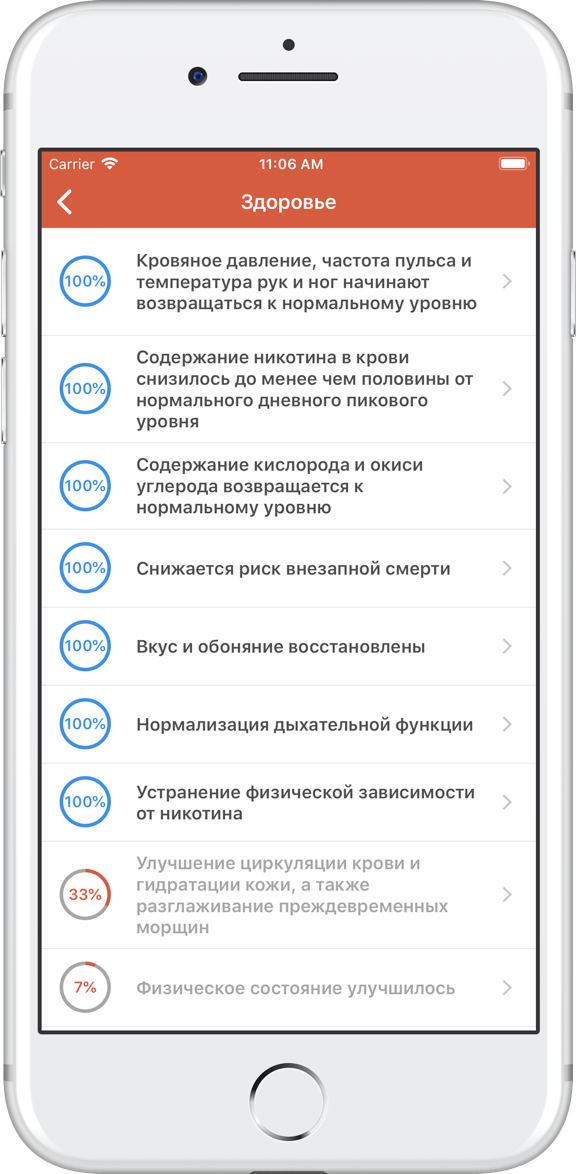 Carrier 11:06 AM
Здоровье
100%
Кровяное давление, частота пульса и
температура рук и ног начинают
возвращаться к нормальному уровню
100%
Содержание никотина в крови
снизилось до менее чем половины от
нормального дневного пикового
уровня
100%
Содержание кислорода и окиси
углерода возвращается к
нормальному уровню
100%
Снижается риск внезапной смерти
100%
Вкус и обоняние восстановлены
100%
Нормализация дыхательной функции
100%
Устранение физической зависимости
от никотина
33%
Улучшение циркуляции крови и
гидратации кожи, а также
разглаживание преждевременных
морщин
7%
Физическое состояние улучшилось